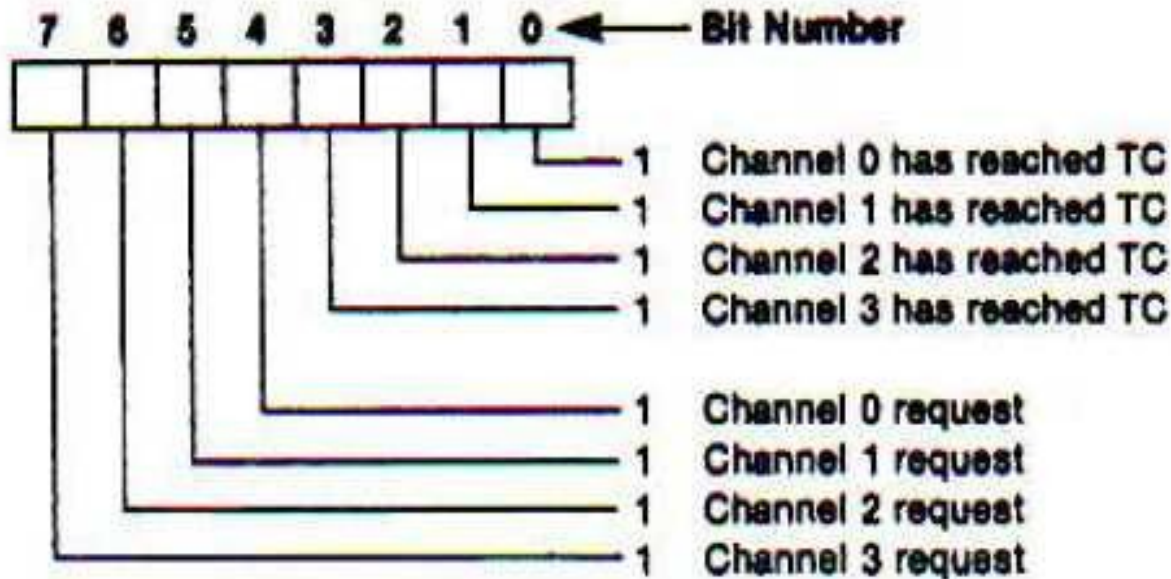 7 6 5 4 3 2 1 0 Bit Number
1 Channel 0 has reached TC
1 Channel 1 has reached TC
1 Channel 2 has reached TC
1 Channel 3 has reached TC
1 Channel 0 request
1 Channel 1 request
1 Channel 2 request
1 Channel 3 request